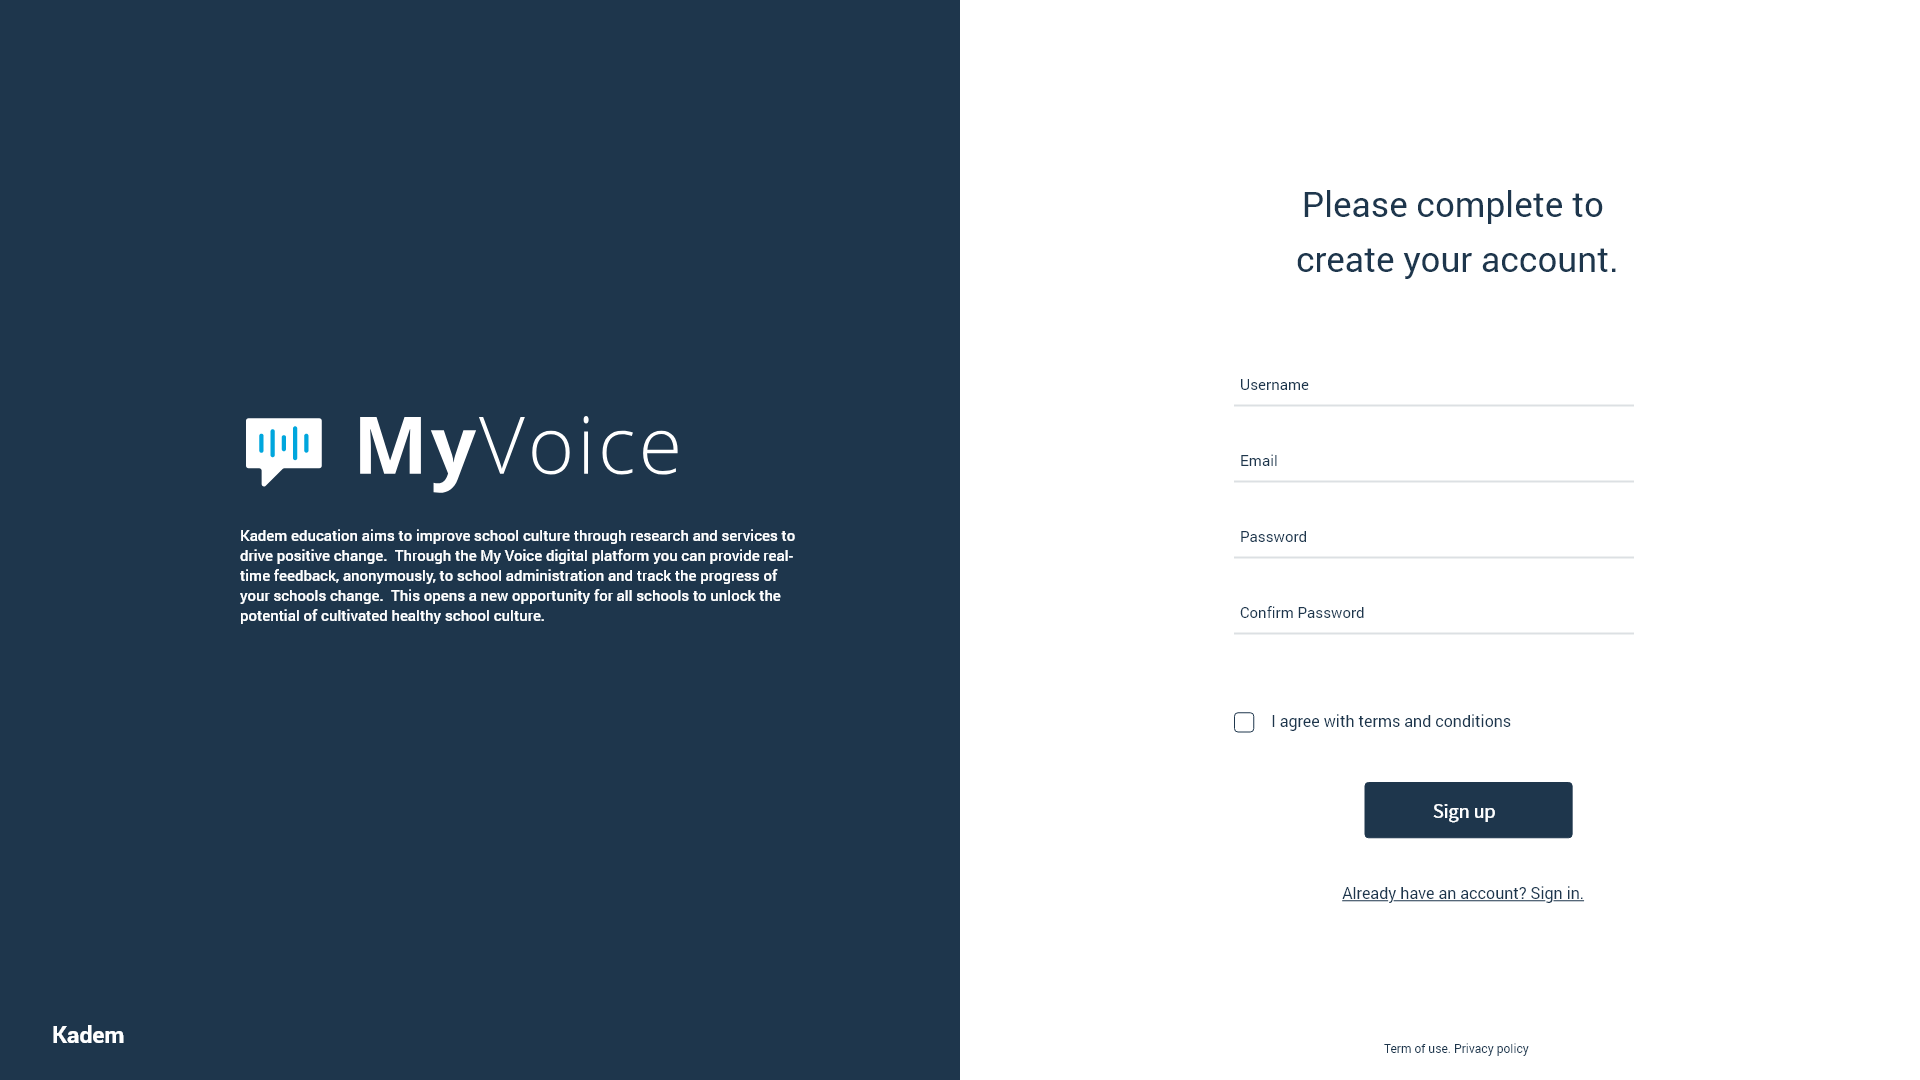 MyVoice
Kadem education aims to improve school culture through research and services to
drive positive change.  Through the My Voice digital platform you can provide real-
time feedback, anonymously, to school administration and track the progress of
your schools change.  This opens a new opportunity for all schools to unlock the
potential of cultivated healthy school culture.
Kadem
Please complete to
create your account.
Username
Email
Password
Confirm Password
I agree with terms and conditions
Sign up
Already have an account? Sign in.
Term of use. Privacy policy